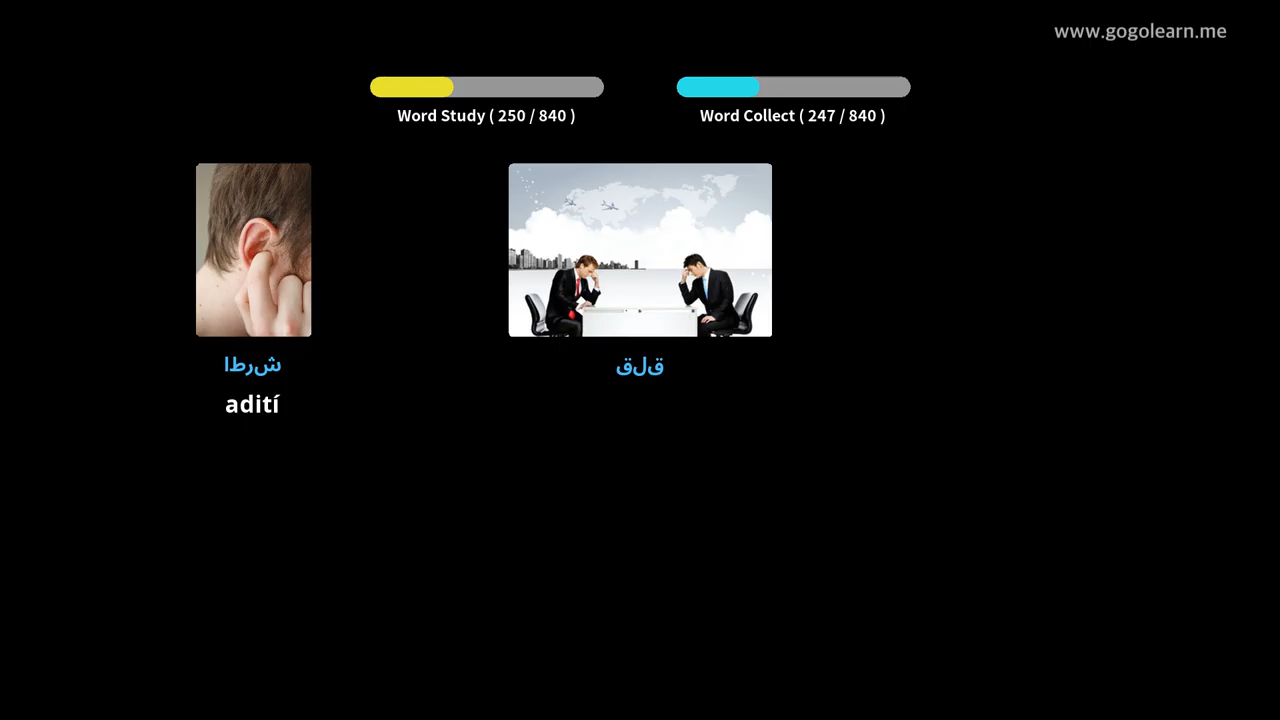 www.gogolearn.me
Word Study ( 250 / 840 )
Word Collect ( 247 / 840 )
شرطا
قلق
adití